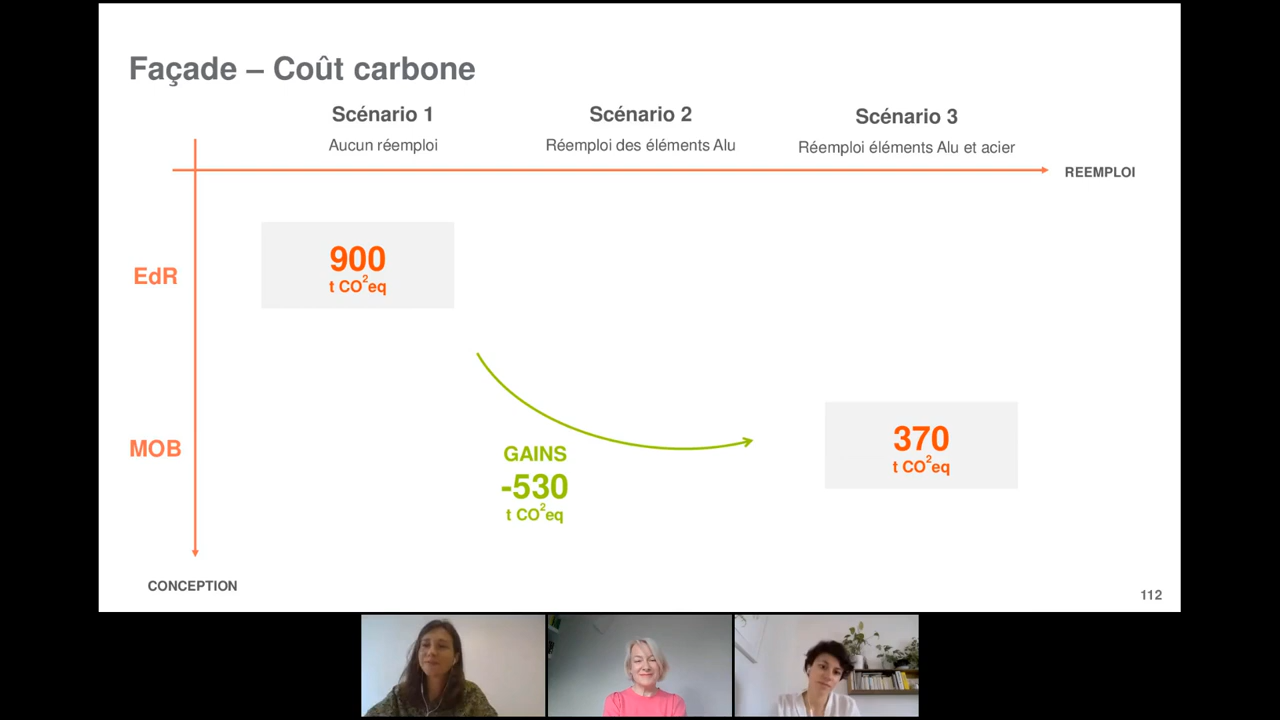 Façade – Coût carbone
Scénario 1
Scénario 2
Scénario 3
Aucun réemploi
Réemploi des éléments Alu
Réemploi éléments Alu et acier
REEMPLOI
EdR
900
t CO²eq
MOB
GAINS
-530
t CO²eq
370
t CO²eq
CONCEPTION
112